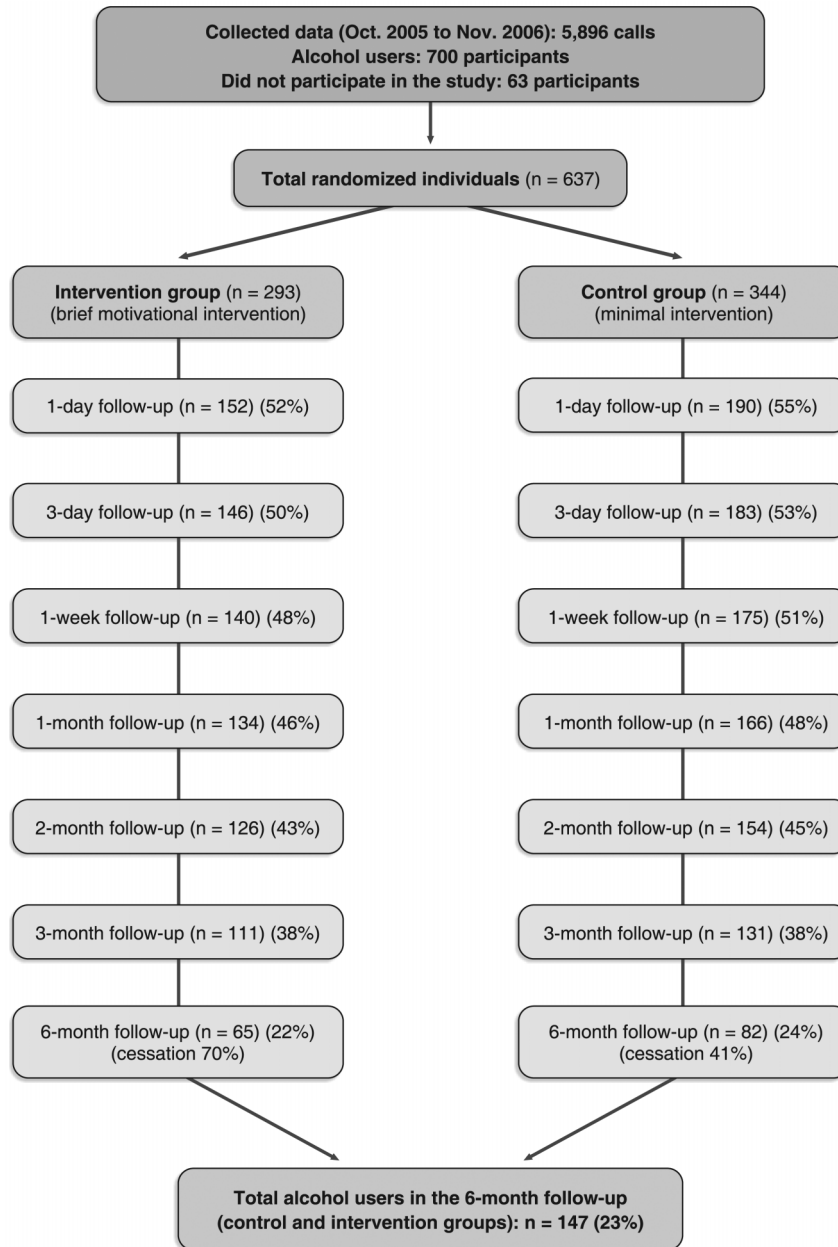 Collected data (Oct. 2005 to Nov. 2006): 5,896 calls
Alcohol users: 700 participants
Did not participate in the study: 63 participants
Total randomized individuals (n = 637)
Intervention group (n = 293)
(brief motivational intervention)
Control group (n = 344)
(minimal intervention)
1-day follow-up (n = 152) (52%)
1-day follow-up (n = 190) (55%)
3-day follow-up (n = 146) (50%)
3-day follow-up (n = 183) (53%)
1-week follow-up (n = 140) (48%)
1-week follow-up (n = 175) (51%)
1-month follow-up (n = 134) (46%)
1-month follow-up (n = 166) (48%)
2-month follow-up (n = 126) (43%)
2-month follow-up (n = 154) (45%)
3-month follow-up (n = 111) (38%)
3-month follow-up (n = 131) (38%)
6-month follow-up (n = 65) (22%)
(cessation 70%)
6-month follow-up (n = 82) (24%)
(cessation 41%)
Total alcohol users in the 6-month follow-up
(control and intervention groups): n = 147 (23%)